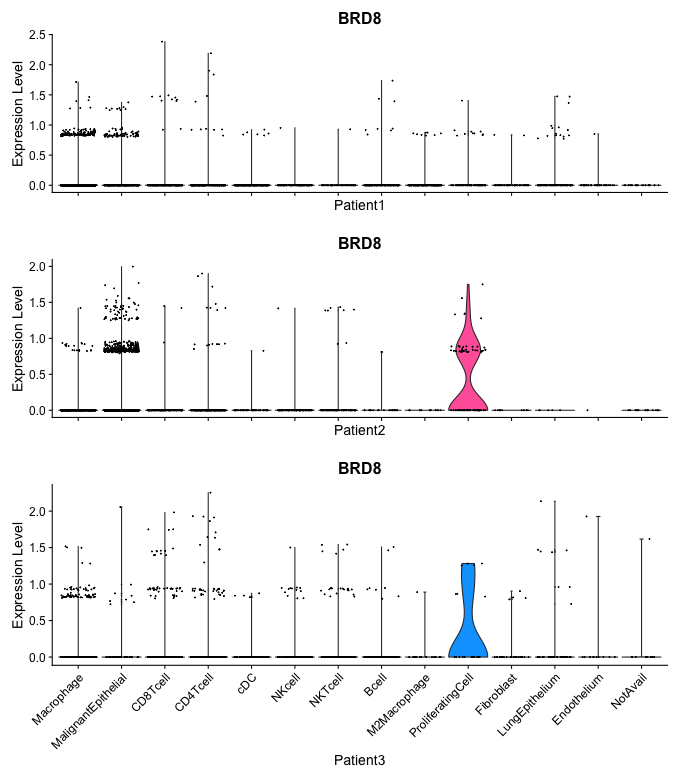 BRD8
Expression Level
2.5
2.0
1.5
1.0
0.5
0.0
Patient1
BRD8
Expression Level
2.0
1.5
1.0
0.5
0.0
Patient2
BRD8
Expression Level
2.0
1.5
1.0
0.5
0.0
Macrophage
MalignantEpithelial
CD8Tcell
CD4Tcell
cDC
NKcell
NKTcell
Bcell
M2Macrophage
ProliferatingCell
Fibroblast
LungEpithelium
Endothelium
NotAvail
Patient3